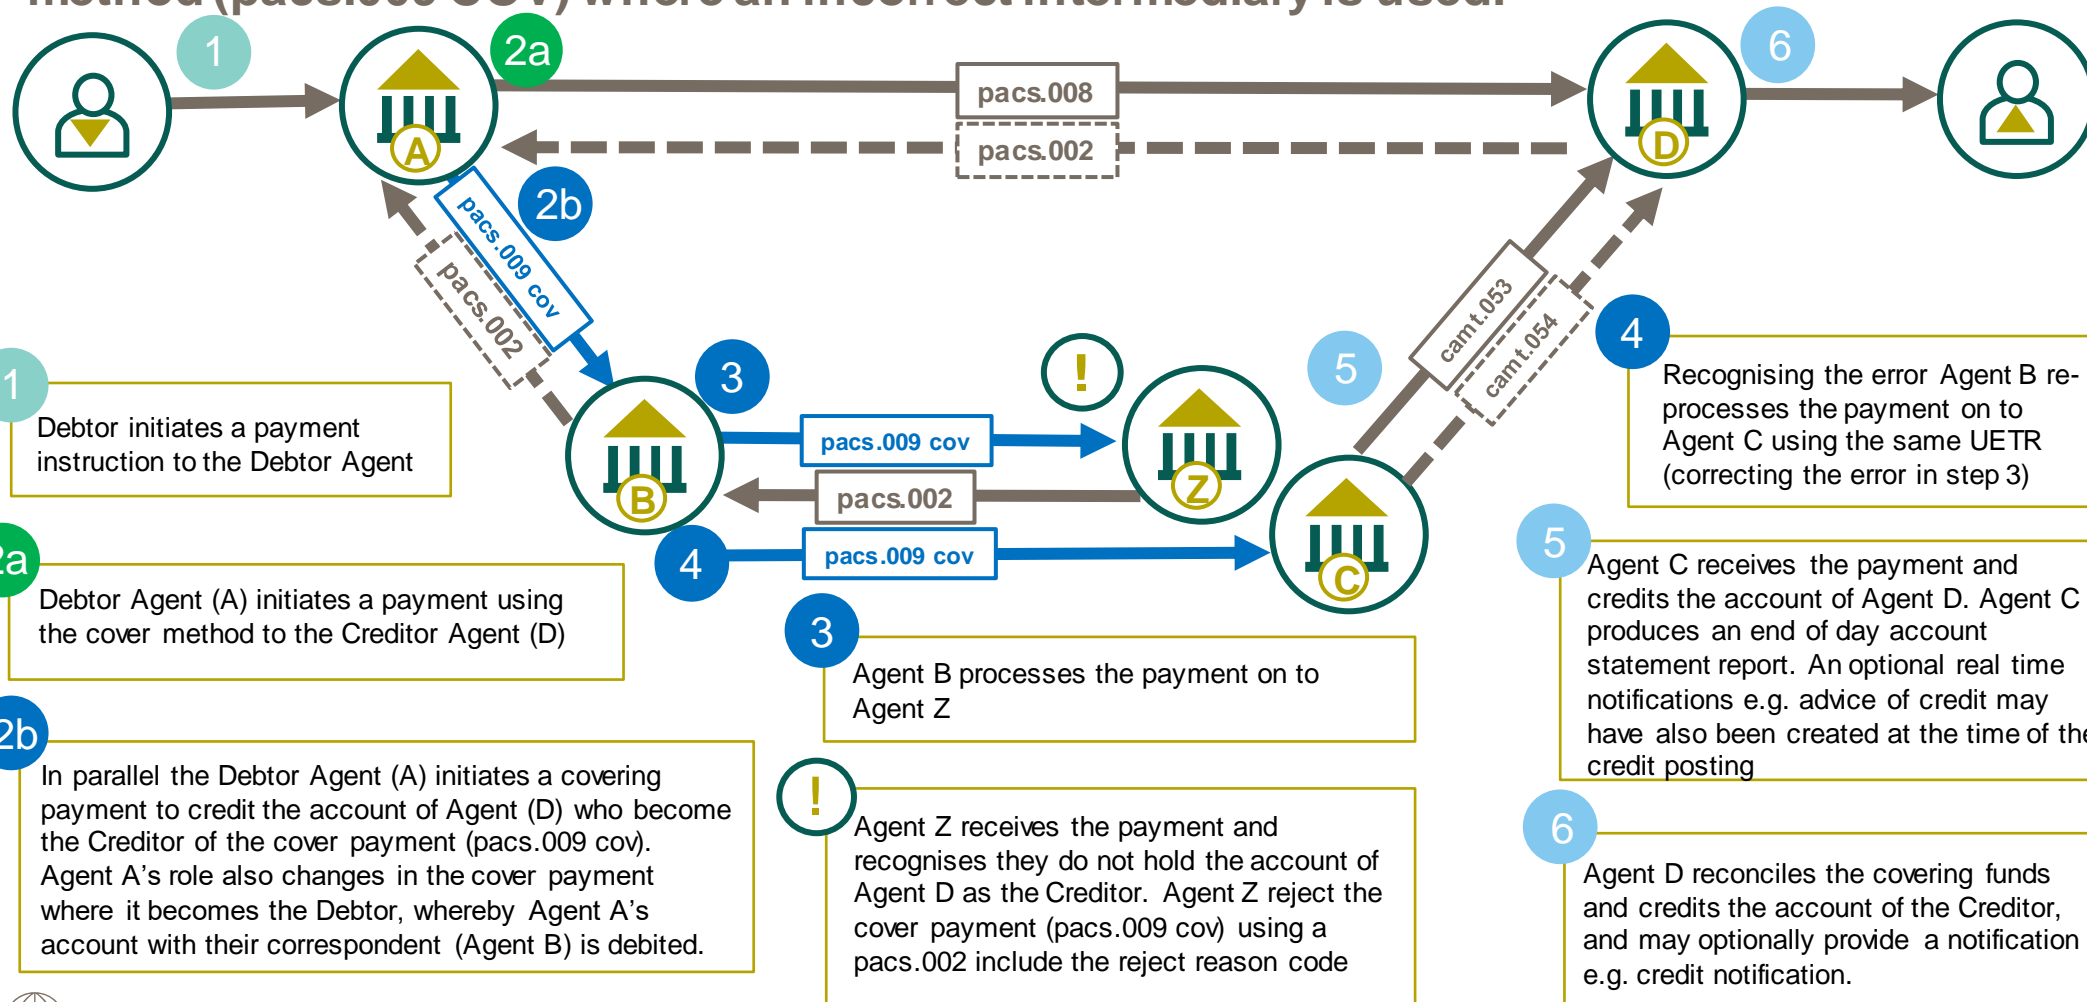 method (pacs.009 COV) where an incorrect intermediary is used.
1
2a
6
pacs.008
pacs.002
A
D
2b
pacs.009 cov
pacs.002
camt.053
camt.054
3
!
5
4
pacs.009 cov
pacs.002
B
Z
4
pacs.009 cov
C
1
Debtor initiates a payment
instruction to the Debtor Agent
2a
Debtor Agent (A) initiates a payment using
the cover method to the Creditor Agent (D)
2b
In parallel the Debtor Agent (A) initiates a covering
payment to credit the account of Agent (D) who become
the Creditor of the cover payment (pacs.009 cov).
Agent A's role also changes in the cover payment
where it becomes the Debtor, whereby Agent A's
account with their correspondent (Agent B) is debited.
3
Agent B processes the payment on to
Agent Z
!
Agent Z receives the payment and
recognises they do not hold the account of
Agent D as the Creditor. Agent Z reject the
cover payment (pacs.009 cov) using a
pacs.002 include the reject reason code
Recognising the error Agent B re-
processes the payment on to
Agent C using the same UETR
(correcting the error in step 3)
5
Agent C receives the payment and
credits the account of Agent D. Agent C
produces an end of day account
statement report. An optional real time
notifications e.g. advice of credit may
have also been created at the time of the
credit posting
6
Agent D reconciles the covering funds
and credits the account of the Creditor,
and may optionally provide a notification
e.g. credit notification.